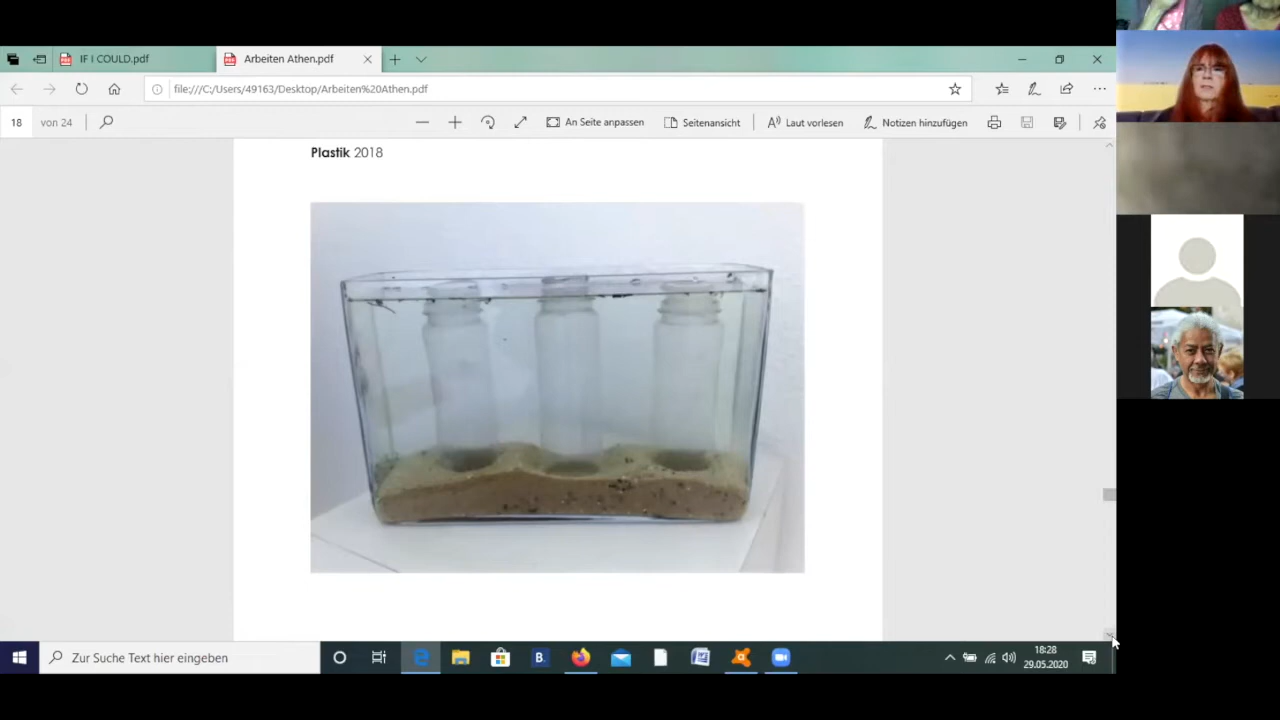 IF I COULD.pdf
Arbeiten Athen.pdf
file:///C:/Users/49163/Desktop/Arbeiten%20Athen.pdf
18 von 24
An Seite anpassen
Seitenansicht
Laut vorlesen
Notizen hinzufügen
Plastik 2018
Zur Suche Text hier eingeben
B.
18:28
29.05.2020